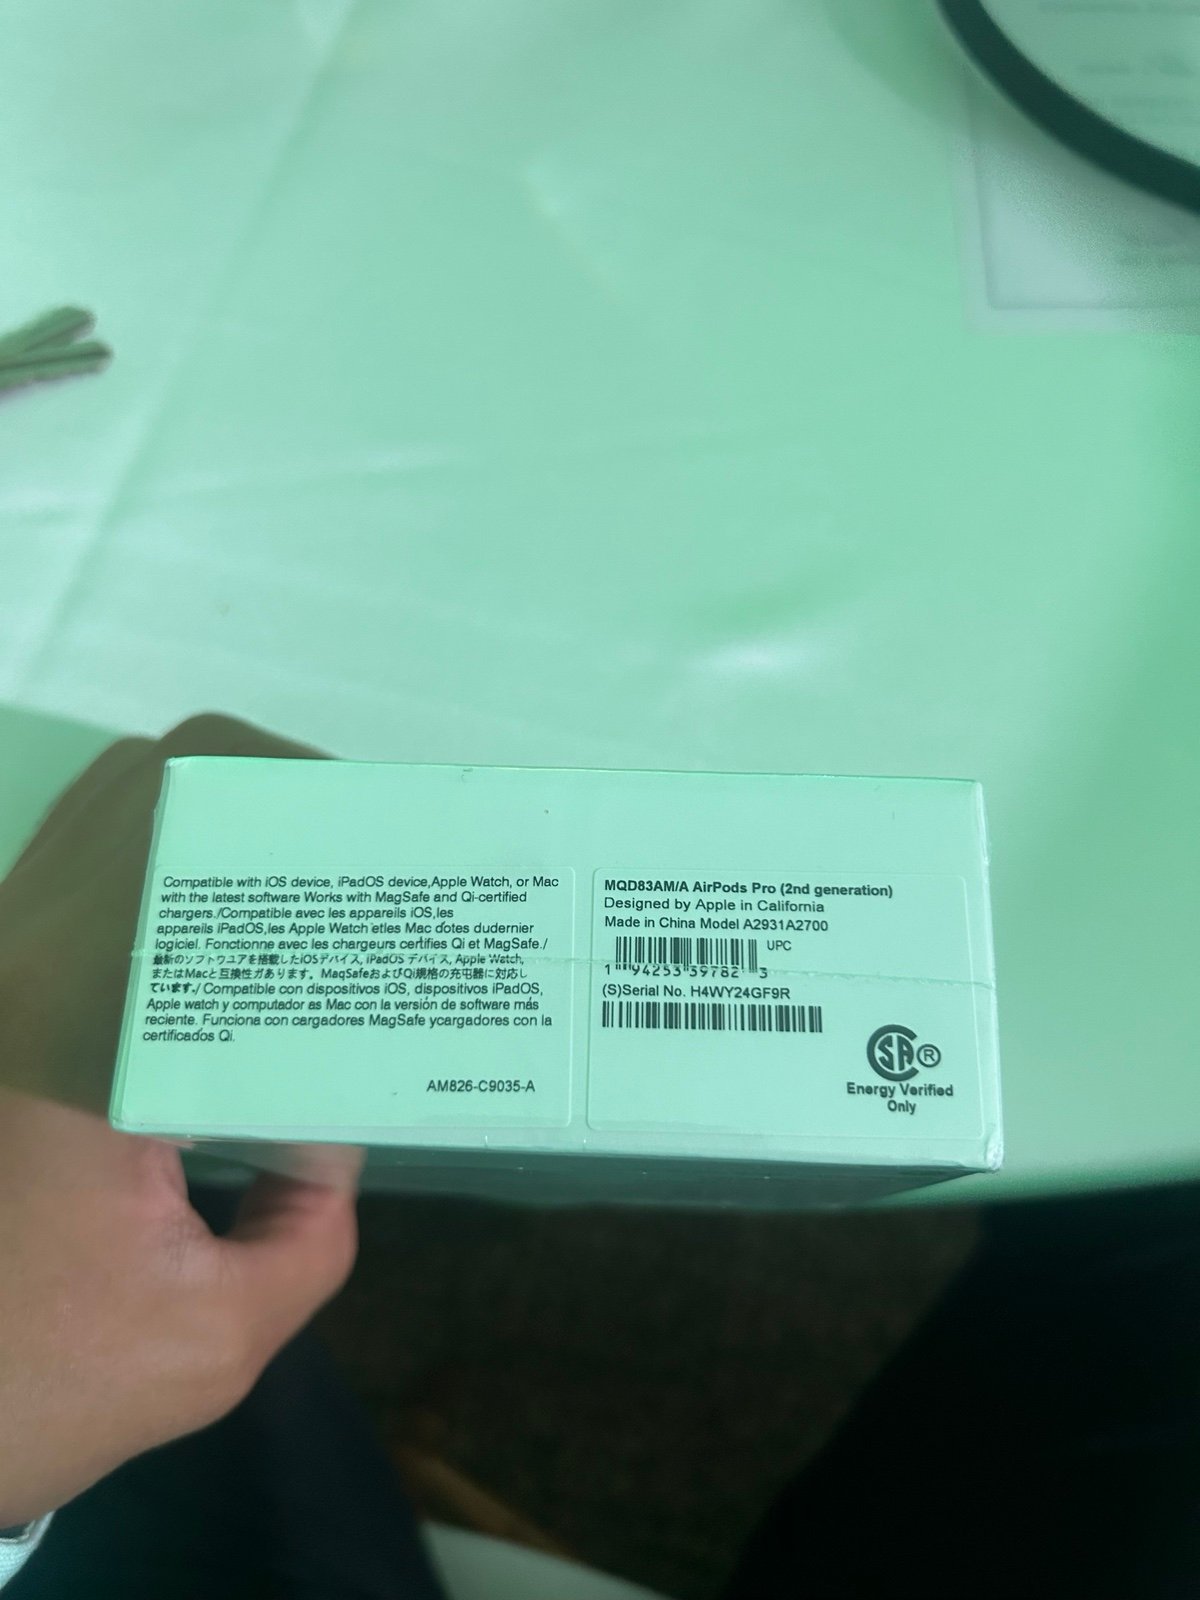 Compatible with iOS device, iPadOS device,Apple Watch, or Mac
with the latest software Works with MagSafe and Qi-certified
chargers./Compatible avec les appareils iOS,les
appareils iPadOS,les Apple Watch etles Mac dotes dudernier
logiciel. Fonctionne avec les chargeurs certifies Qi et MagSafe./
最新のソフトウユアを搭載したiOSデバイス, iPadOS デバイス, Apple Watch,
またはMacと互換性ガあります。MagSafeおよびQi規格の充电器に対応し
ています./ Compatible con dispositivos iOS, dispositivos iPadOS,
Apple watch y computador as Mac con la versión de software más
reciente. Funciona con cargadores MagSafe ycargadores con la
certificados Qi.
AM826-C9035-A
MQD83AM/A AirPods Pro (2nd generation)
Designed by Apple in California
Made in China Model A2931A2700
UPC
1 94253 39782 3
(S)Serial No. H4WY24GF9R
SA ®
Energy Verified
Only